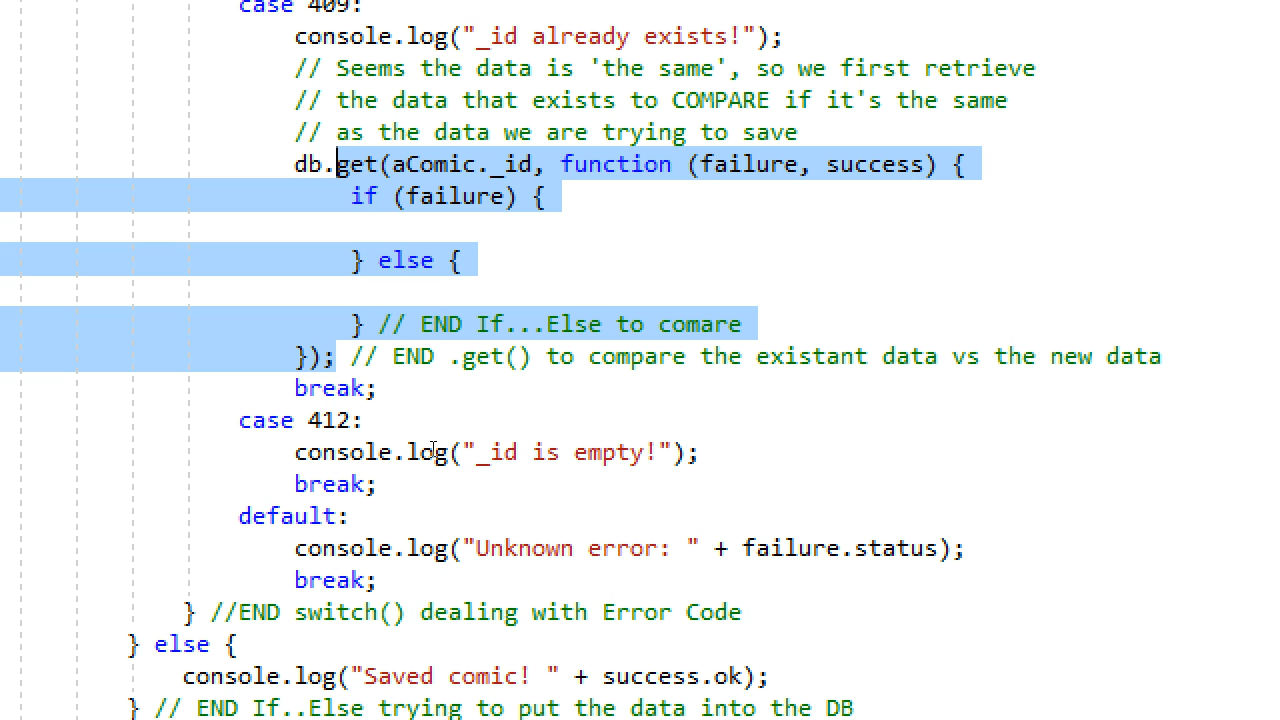 case 409:
console.log("_id already exists!");
// Seems the data is 'the same', so we first retrieve
// the data that exists to COMPARE if it's the same
// as the data we are trying to save
db.get(aComic._id, function (failure, success) {
if (failure) {
} else {
} // END If...Else to comare
}); // END .get() to compare the existant data vs the new data
break;
case 412:
console.log("_id is empty!");
break;
default:
console.log("Unknown error: " + failure.status);
break;
} //END switch() dealing with Error Code
} else {
console.log("Saved comic! " + success.ok);
} // END If..Else trying to put the data into the DB